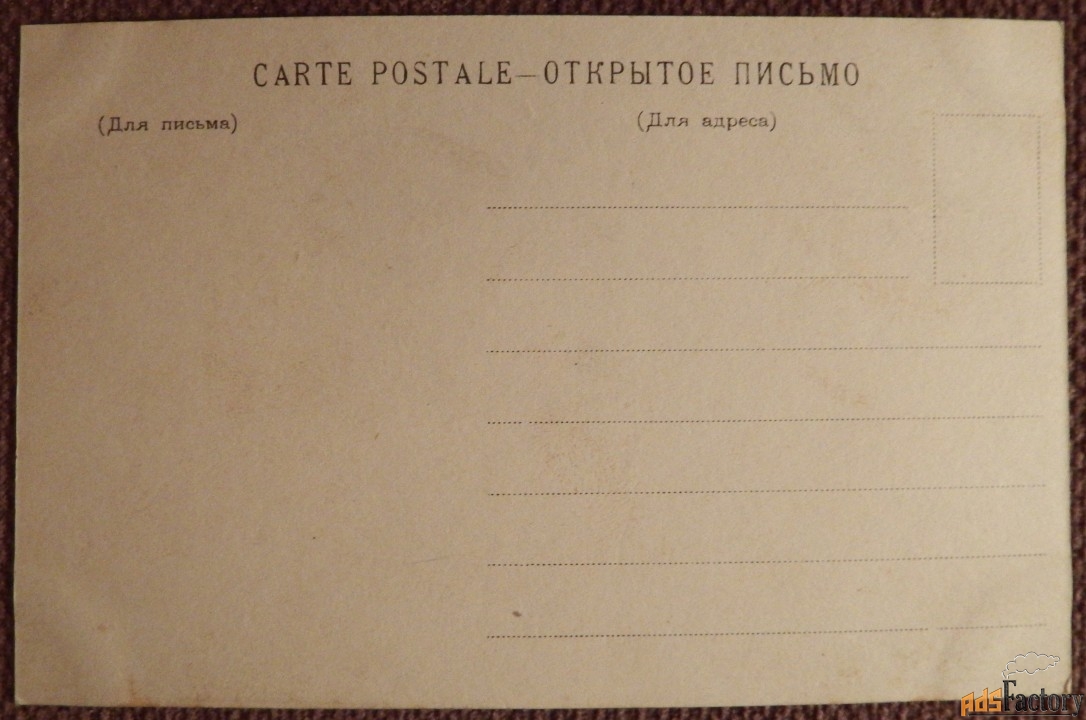 CARTE POSTALE—ОТКРЫТОЕ ПИСЬМО
(Для письма)
(Для адреса)
AdsFactory